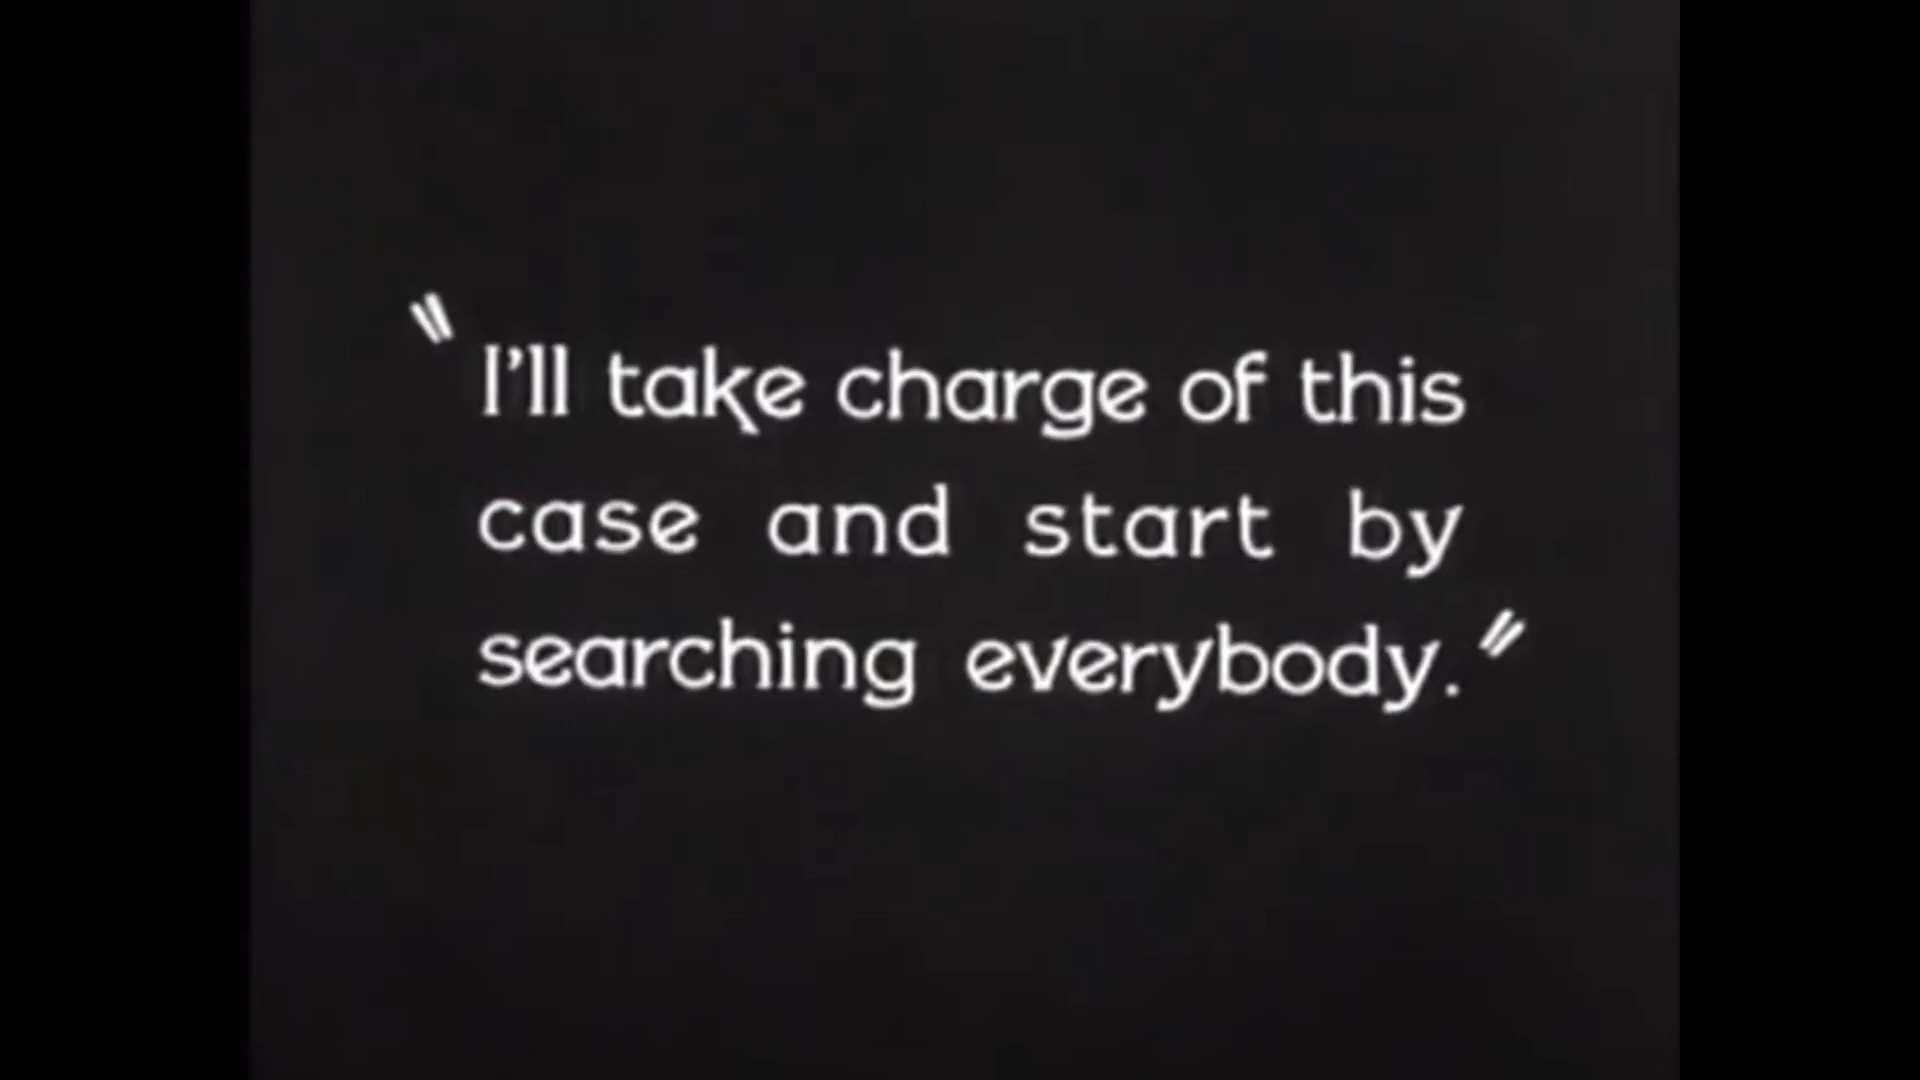 "I'll take charge of this
case and start by
searching everybody."